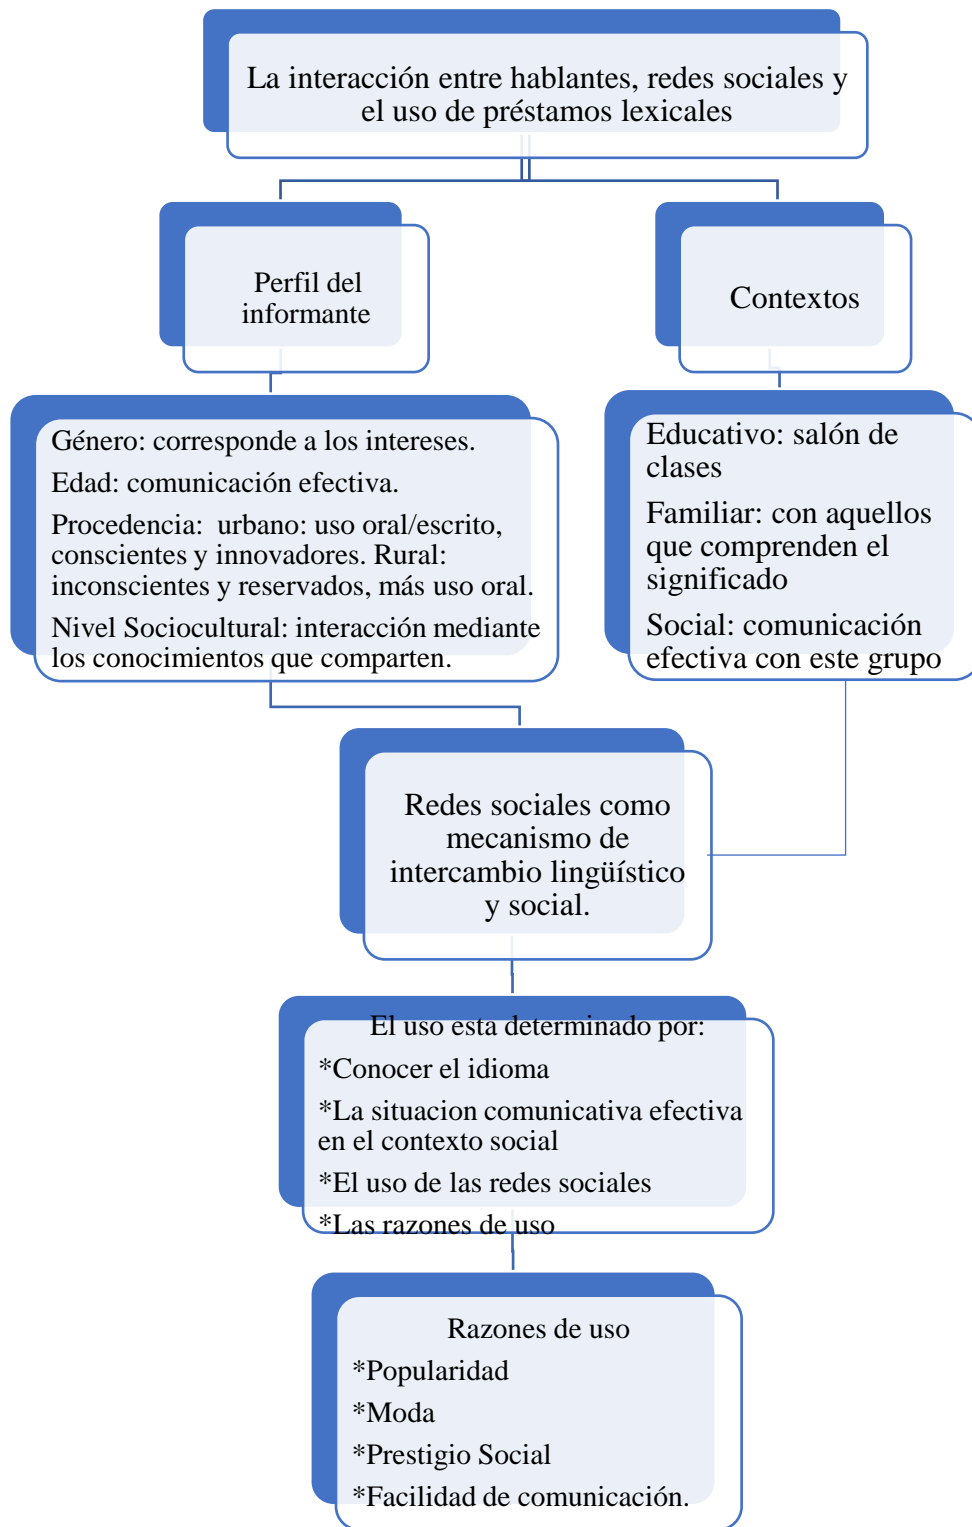 La interacción entre hablantes, redes sociales y
el uso de préstamos lexicales
Perfil del
informante
Contextos
Género: corresponde a los intereses.
Edad: comunicación efectiva.
Procedencia:  urbano: uso oral/escrito,
conscientes y innovadores. Rural:
inconscientes y reservados, más uso oral.
Nivel Sociocultural: interacción mediante
los conocimientos que comparten.
Educativo: salón de
clases
Familiar: con aquellos
que comprenden el
significado
Social: comunicación
efectiva con este grupo
Redes sociales como
mecanismo de
intercambio lingüístico
y social.
El uso esta determinado por:
*Conocer el idioma
*La situacion comunicativa efectiva
en el contexto social
*El uso de las redes sociales
*Las razones de uso
Razones de uso
*Popularidad
*Moda
*Prestigio Social
*Facilidad de comunicación.